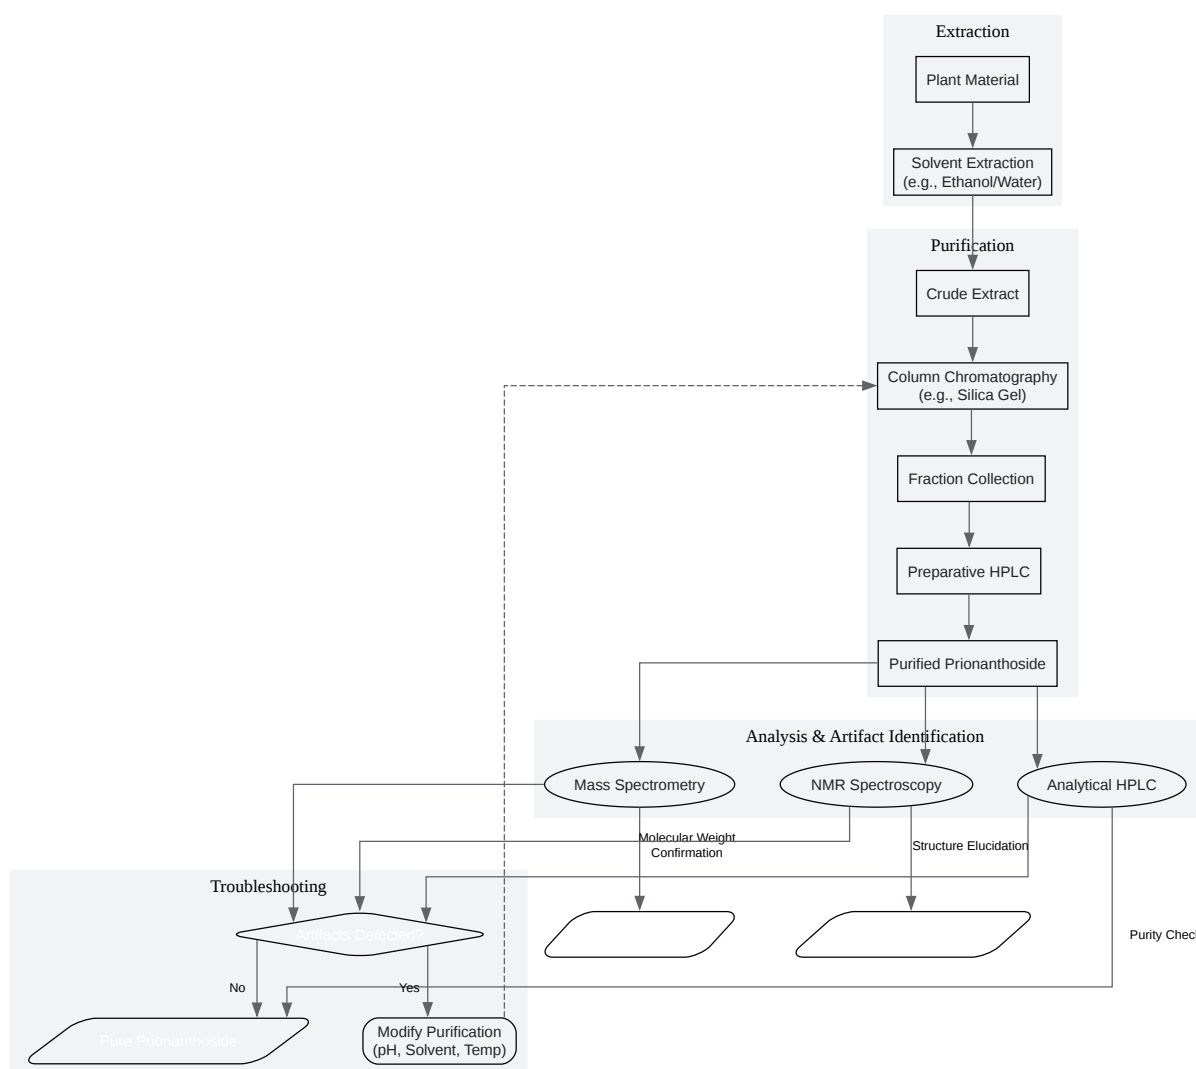 Extraction
Plant Material
Solvent Extraction
(e.g., Ethanol/Water)
Purification
Crude Extract
Column Chromatography
(e.g., Silica Gel)
Fraction Collection
Preparative HPLC
Purified Prionanthoside
Analysis & Artifact Identification
Mass Spectrometry
NMR Spectroscopy
Analytical HPLC
Molecular Weight
Confirmation
Structure Elucidation
Troubleshooting
Artifacts Detected?
Purity Chec
No
Yes
Pure Prionanthoside
Modify Purification
(pH, Solvent, Temp)